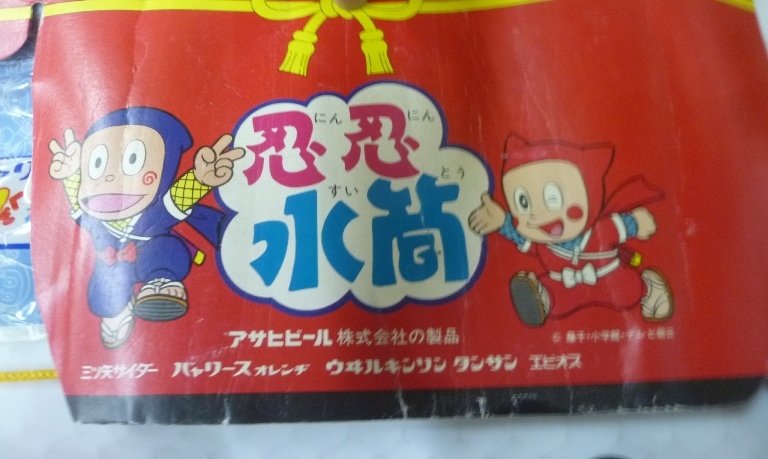 にん にん
忍忍
すい とう
水筒
アサヒビール株式会社の製品
三ツ矢サイダー バャリースオレンヂ ウヰルキンソン タンサン エビオス